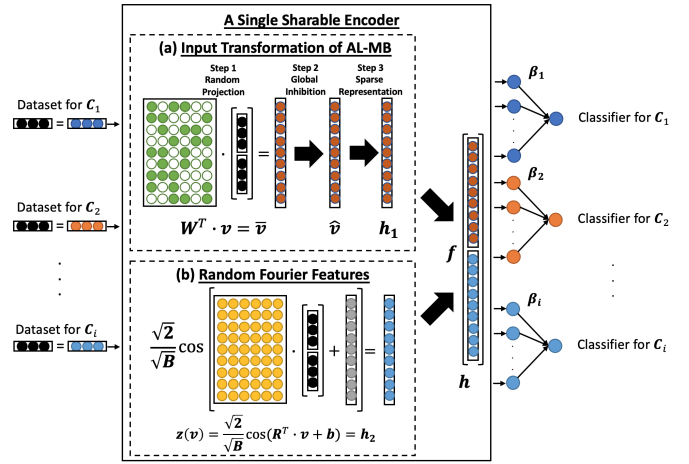 A Single Sharable Encoder
(a) Input Transformation of AL-MB
Step 1
Random
Projection
Step 2
Global
Inhibition
Step 3
Sparse
Representation
Dataset for C₁
=
· =
Wᵀ · v = v̅
v̂
h₁
Dataset for C₂
=
Dataset for Cᵢ
=
(b) Random Fourier Features
√2/√B cos [ · + ] =
z(v) = √2/√B cos(Rᵀ · v + b) = h₂
f
h
β₁
Classifier for C₁
β₂
Classifier for C₂
βᵢ
Classifier for Cᵢ